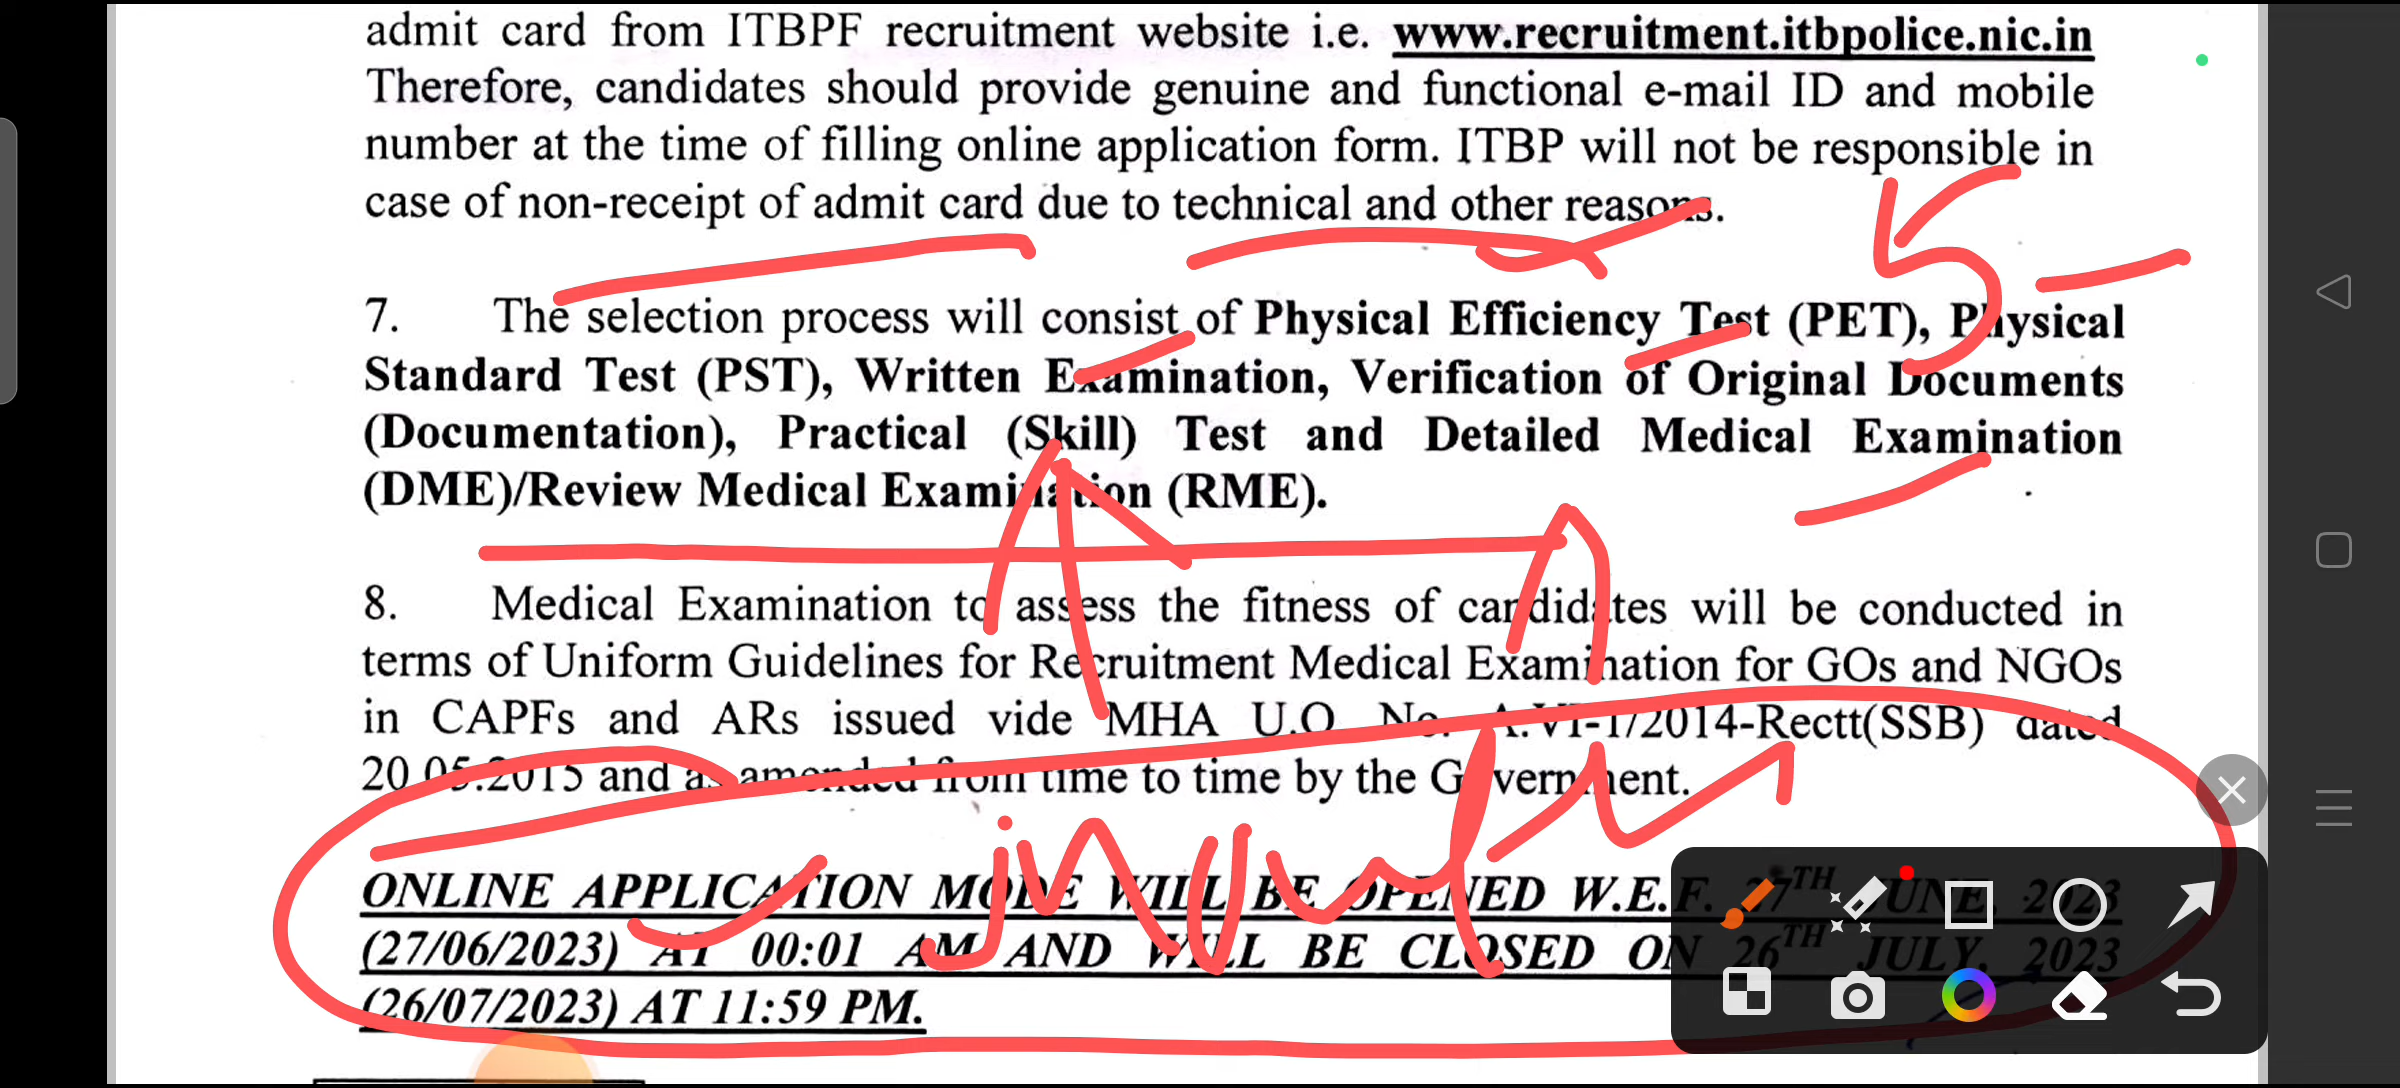 admit card from ITBPF recruitment website i.e. www.recruitment.itbpolice.nic.in
Therefore, candidates should provide genuine and functional e-mail ID and mobile
number at the time of filling online application form. ITBP will not be responsible in
case of non-receipt of admit card due to technical and other reasons.
7. The selection process will consist of Physical Efficiency Test (PET), Physical
Standard Test (PST), Written Examination, Verification of Original Documents
(Documentation), Practical (Skill) Test and Detailed Medical Examination
(DME)/Review Medical Examination (RME).
8. Medical Examination to assess the fitness of candidates will be conducted in
terms of Uniform Guidelines for Recruitment Medical Examination for GOs and NGOs
in CAPFs and ARs issued vide MHA U.O. No. A.VI-1/2014-Rectt(SSB) dated
20.05.2015 and as amended from time to time by the Government.
ONLINE APPLICATION MODE WILL BE OPENED W.E.F. 27TH JUNE, 2023
(27/06/2023) AT 00:01 AM AND WILL BE CLOSED ON 26TH JULY, 2023
(26/07/2023) AT 11:59 PM.